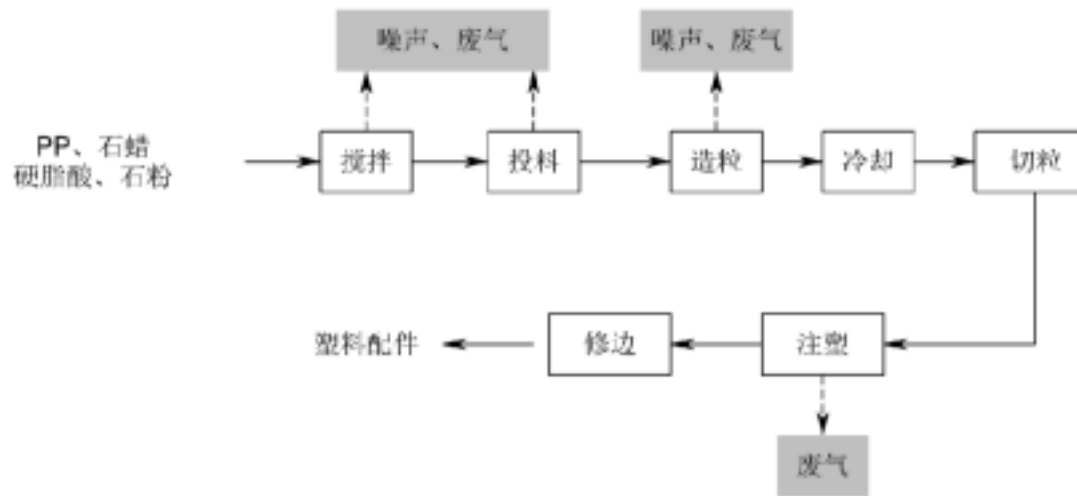 噪声、废气
噪声、废气
PP、石蜡
硬脂酸、石粉
搅拌
投料
造粒
冷却
切粒
塑料配件
修边
注塑
废气